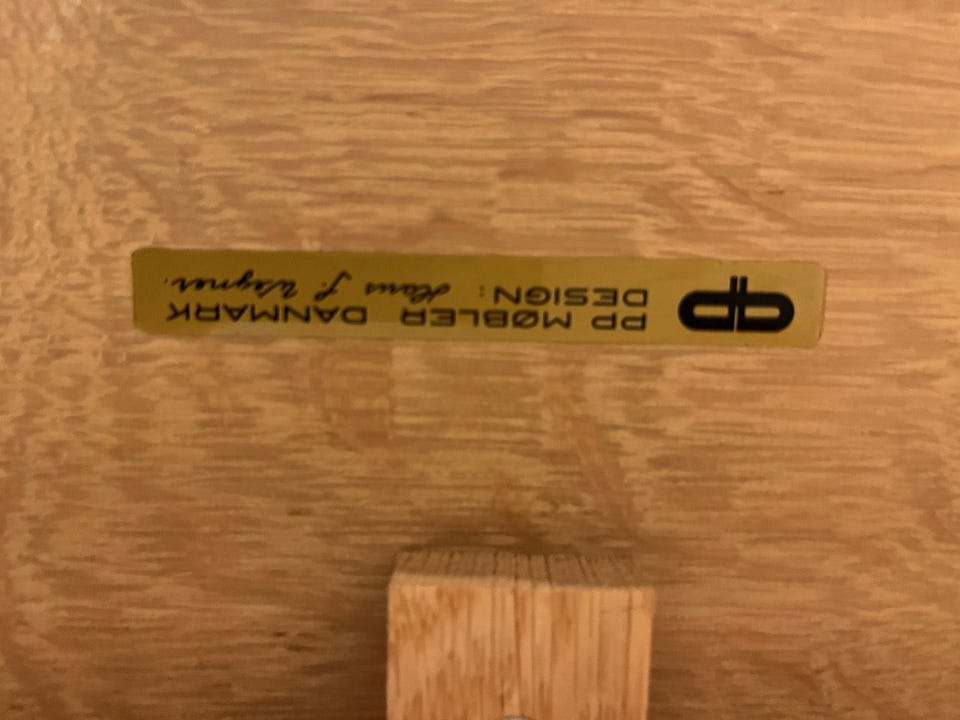 PP MØBLER DANMARK
DESIGN: Hans J. Wegner.